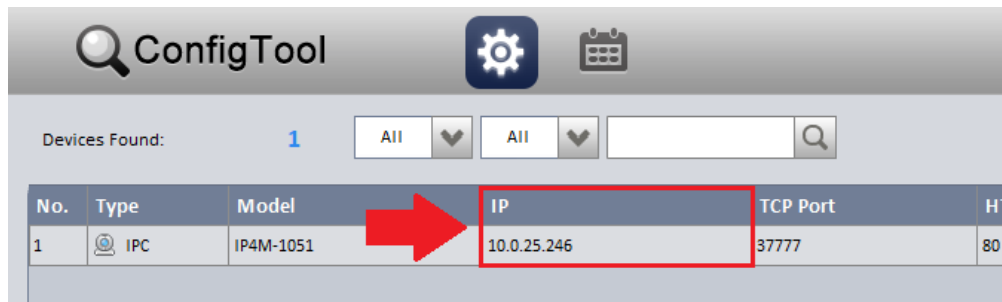 ConfigTool
Devices Found: 1 All All
No. Type Model IP TCP Port
1 IPC IP4M-1051 10.0.25.246 37777 80